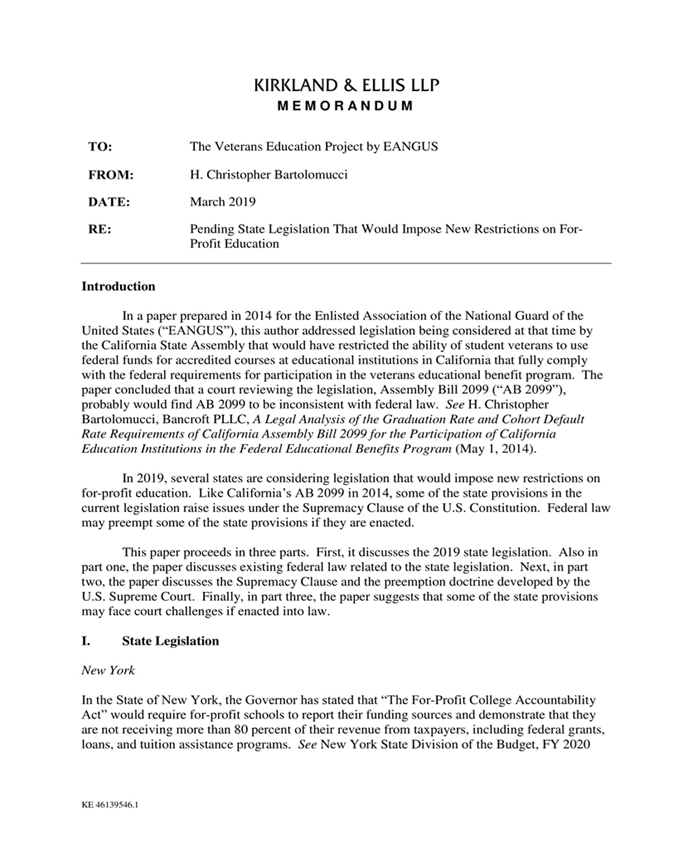 KIRKLAND & ELLIS LLP
MEMORANDUM
TO: The Veterans Education Project by EANGUS
FROM: H. Christopher Bartolomucci
DATE: March 2019
RE: Pending State Legislation That Would Impose New Restrictions on For-
Profit Education
Introduction
In a paper prepared in 2014 for the Enlisted Association of the National Guard of the
United States (“EANGUS”), this author addressed legislation being considered at that time by
the California State Assembly that would have restricted the ability of student veterans to use
federal funds for accredited courses at educational institutions in California that fully comply
with the federal requirements for participation in the veterans educational benefit program. The
paper concluded that a court reviewing the legislation, Assembly Bill 2099 (“AB 2099”),
probably would find AB 2099 to be inconsistent with federal law. See H. Christopher
Bartolomucci, Bancroft PLLC, A Legal Analysis of the Graduation Rate and Cohort Default
Rate Requirements of California Assembly Bill 2099 for the Participation of California
Education Institutions in the Federal Educational Benefits Program (May 1, 2014).
In 2019, several states are considering legislation that would impose new restrictions on
for-profit education. Like California’s AB 2099 in 2014, some of the state provisions in the
current legislation raise issues under the Supremacy Clause of the U.S. Constitution. Federal law
may preempt some of the state provisions if they are enacted.
This paper proceeds in three parts. First, it discusses the 2019 state legislation. Also in
part one, the paper discusses existing federal law related to the state legislation. Next, in part
two, the paper discusses the Supremacy Clause and the preemption doctrine developed by the
U.S. Supreme Court. Finally, in part three, the paper suggests that some of the state provisions
may face court challenges if enacted into law.
I. State Legislation
New York
In the State of New York, the Governor has stated that “The For-Profit College Accountability
Act” would require for-profit schools to report their funding sources and demonstrate that they
are not receiving more than 80 percent of their revenue from taxpayers, including federal grants,
loans, and tuition assistance programs. See New York State Division of the Budget, FY 2020
KE 46139546.1